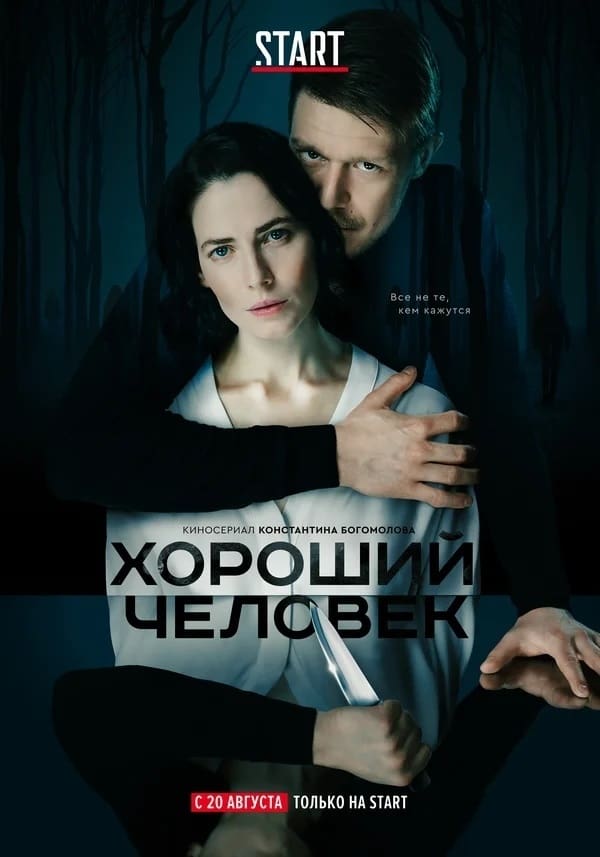 START
Все не те,
кем кажутся
КИНОСЕРИАЛ КОНСТАНТИНА БОГОМОЛОВА
ХОРОШИЙ
ЧЕЛОВЕК
С 20 АВГУСТА ТОЛЬКО НА START